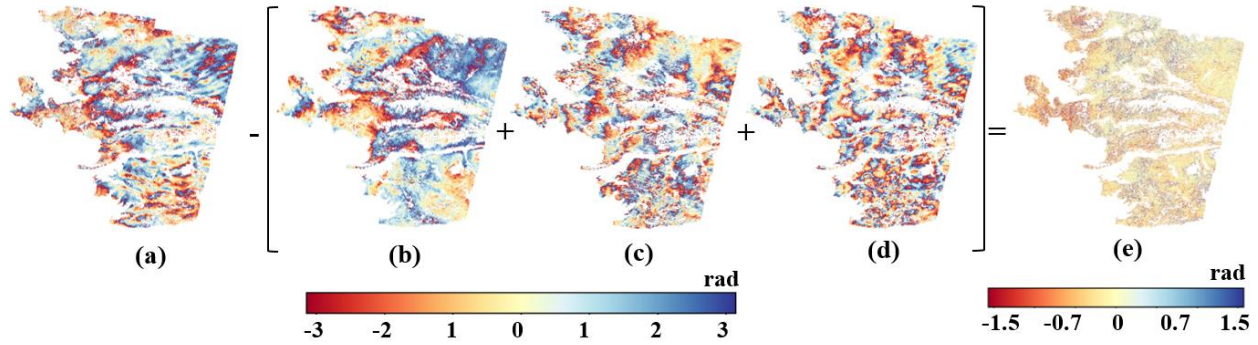 - [ + + ] =
(a) (b) (c) (d) (e)
rad rad
-3 -2 1 0 1 2 3
-1.5 -0.7 0 0.7 1.5